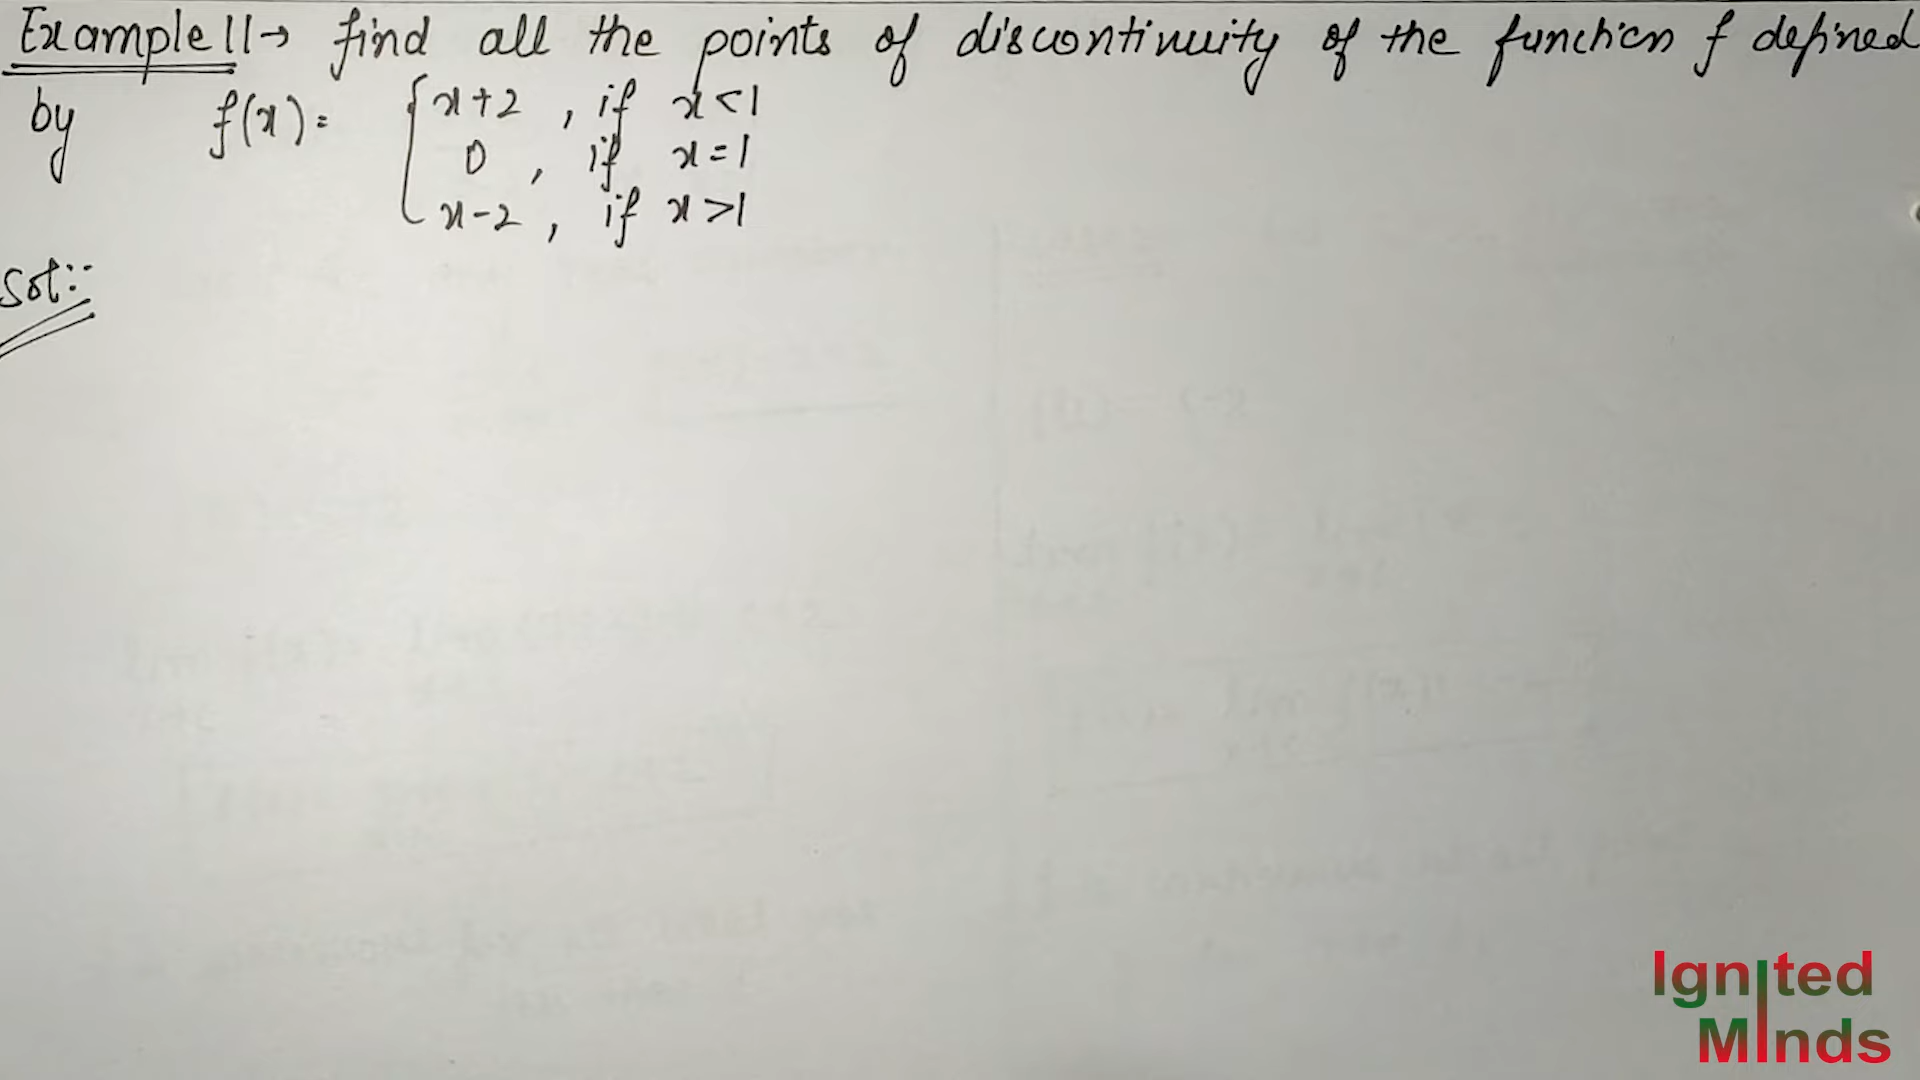 Example 11→ find all the points of discontinuity of the function f defined
by f(x) = { x+2 , if x<1
0 , if x=1
x-2 , if x>1
Sol:-
Ignited
Minds